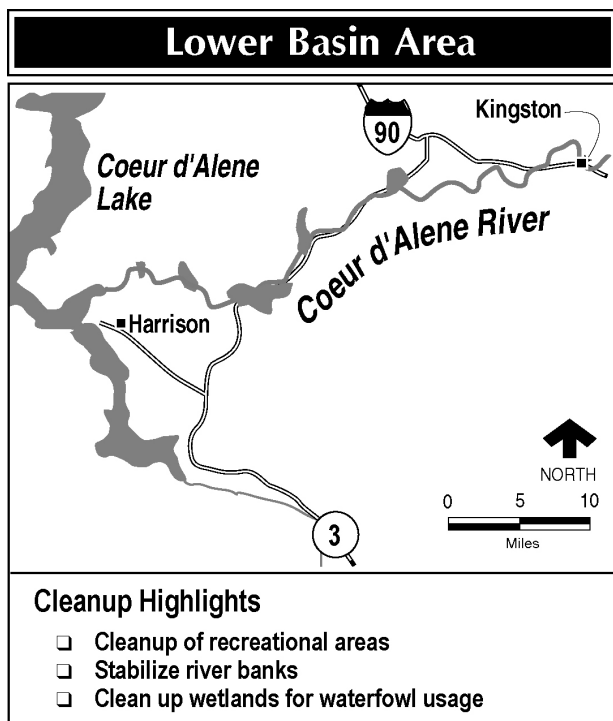 Lower Basin Area
Kingston
90
Coeur d'Alene
Lake
Coeur d'Alene River
Harrison
NORTH
0 5 10
Miles
3
Cleanup Highlights
❏ Cleanup of recreational areas
❏ Stabilize river banks
❏ Clean up wetlands for waterfowl usage